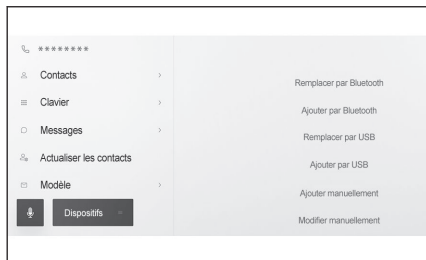 ********
Contacts
Clavier
Messages
Actualiser les contacts
Modèle
Dispositifs
Remplacer par Bluetooth
Ajouter par Bluetooth
Remplacer par USB
Ajouter par USB
Ajouter manuellement
Modifier manuellement